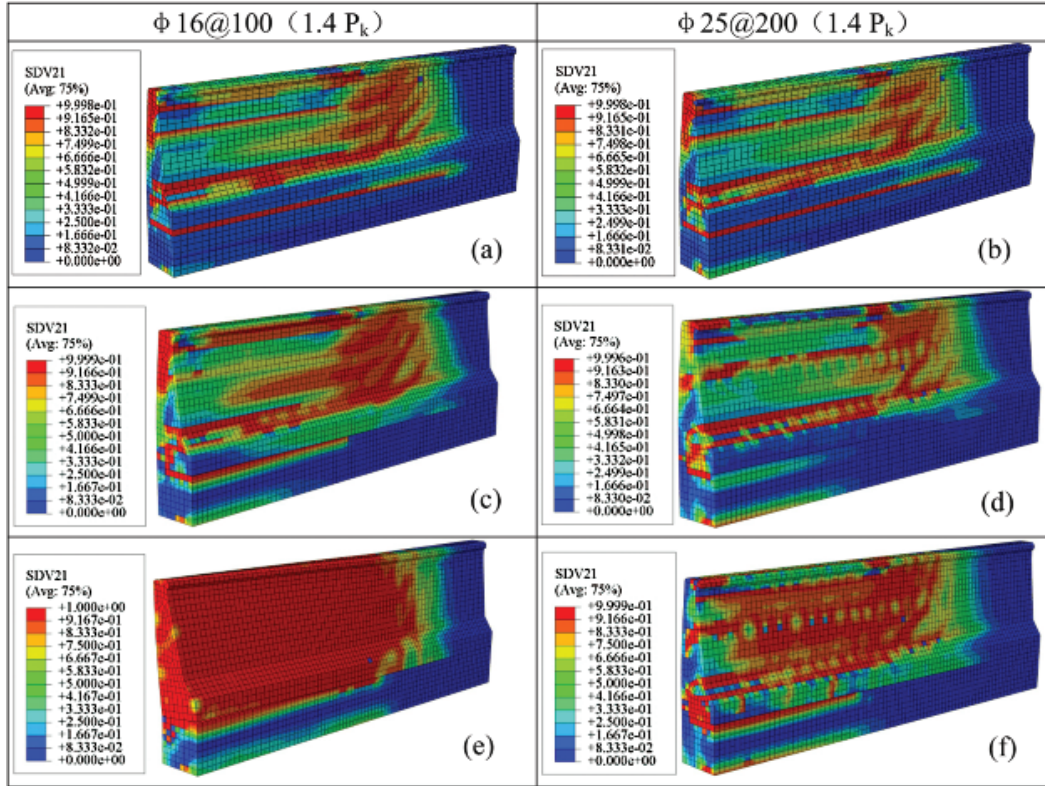 ϕ 16@100（1.4 Pk）
ϕ 25@200（1.4 Pk）
SDV21
(Avg: 75%)
+9.998e-01
+9.165e-01
+8.332e-01
+7.499e-01
+6.666e-01
+5.832e-01
+4.999e-01
+4.166e-01
+3.333e-01
+2.500e-01
+1.666e-01
+8.332e-02
+0.000e+00
(a)
SDV21
(Avg: 75%)
+9.998e-01
+9.165e-01
+8.331e-01
+7.498e-01
+6.665e-01
+5.832e-01
+4.999e-01
+4.166e-01
+3.333e-01
+2.499e-01
+1.666e-01
+8.331e-02
+0.000e+00
(b)
SDV21
(Avg: 75%)
+9.999e-01
+9.166e-01
+8.333e-01
+7.499e-01
+6.666e-01
+5.833e-01
+5.000e-01
+4.166e-01
+3.333e-01
+2.500e-01
+1.667e-01
+8.333e-02
+0.000e+00
(c)
SDV21
(Avg: 75%)
+9.996e-01
+9.163e-01
+8.330e-01
+7.497e-01
+6.664e-01
+5.831e-01
+4.998e-01
+4.165e-01
+3.332e-01
+2.499e-01
+1.666e-01
+8.330e-02
+0.000e+00
(d)
SDV21
(Avg: 75%)
+1.000e+00
+9.167e-01
+8.333e-01
+7.500e-01
+6.667e-01
+5.833e-01
+5.000e-01
+4.167e-01
+3.333e-01
+2.500e-01
+1.667e-01
+8.333e-02
+0.000e+00
(e)
SDV21
(Avg: 75%)
+9.999e-01
+9.166e-01
+8.333e-01
+7.500e-01
+6.666e-01
+5.833e-01
+5.000e-01
+4.166e-01
+3.333e-01
+2.500e-01
+1.667e-01
+8.333e-02
+0.000e+00
(f)